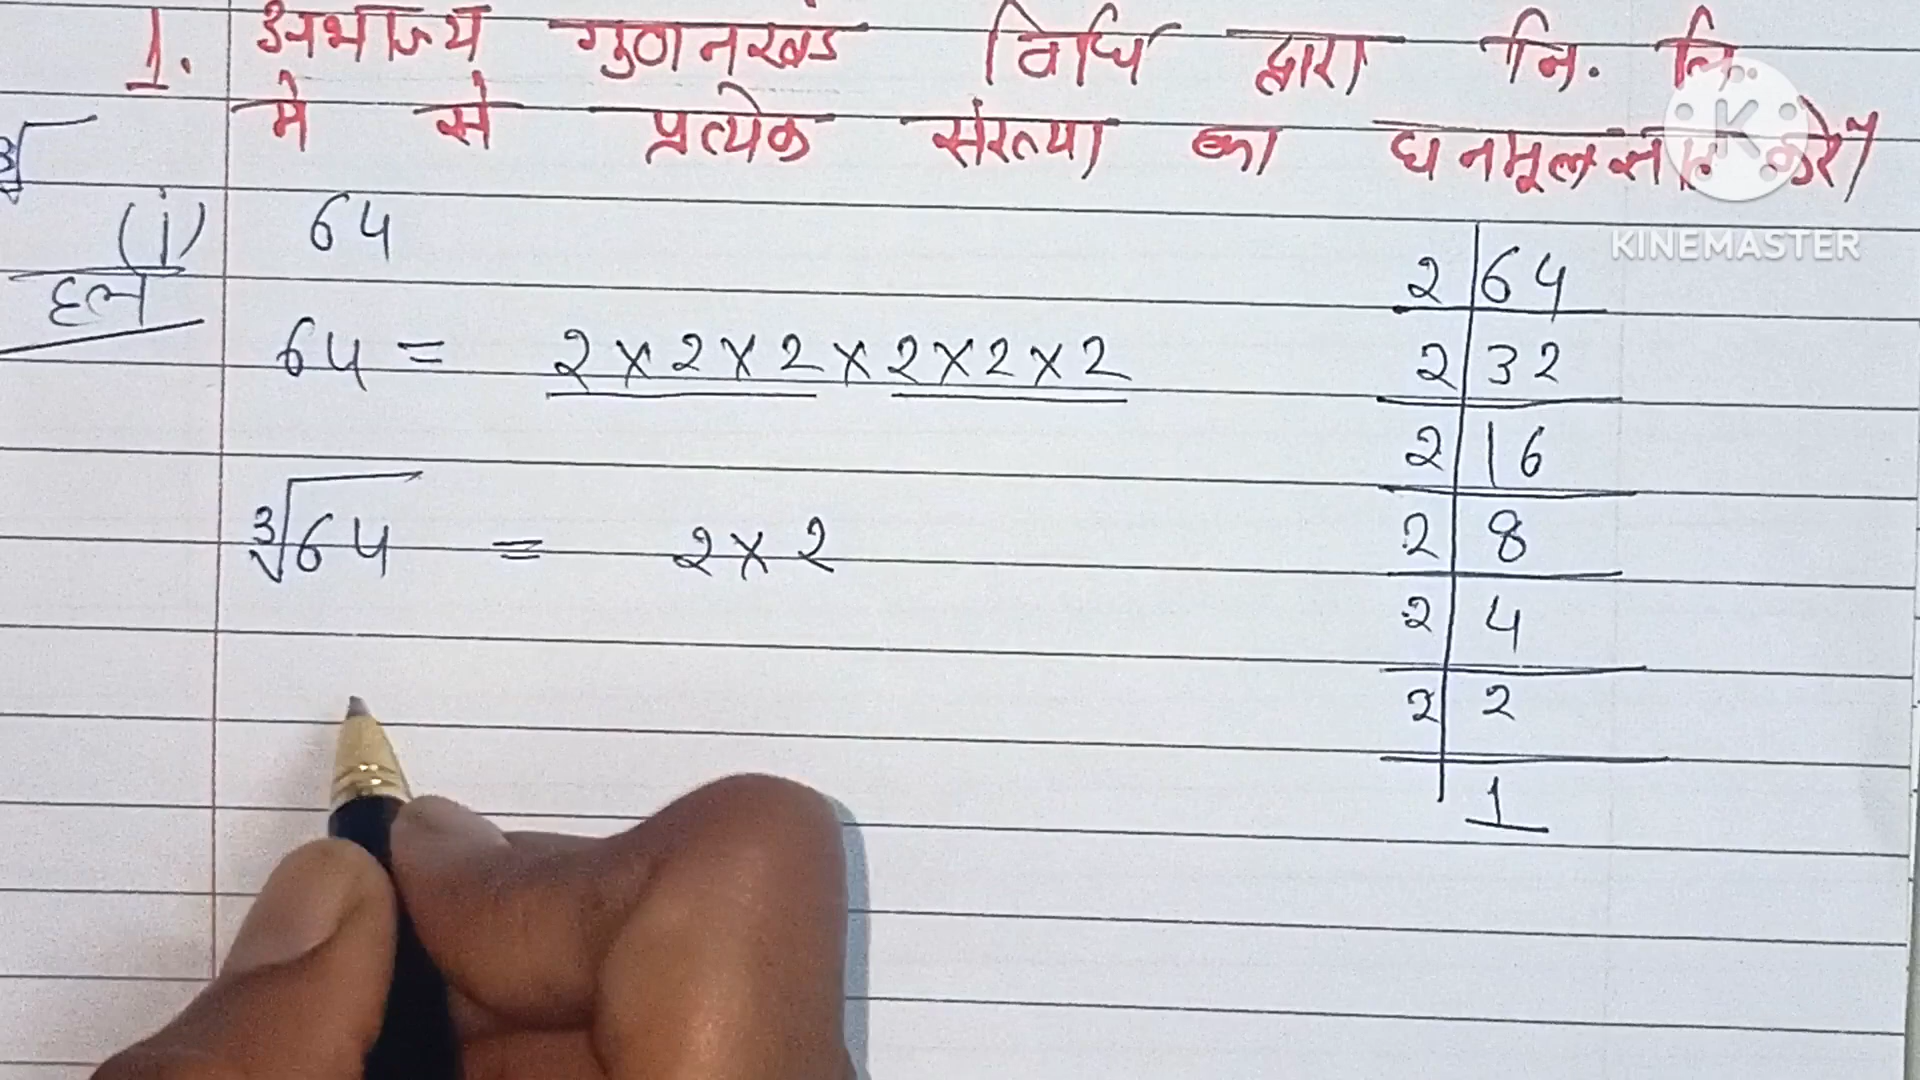 1. अभाज्य गुणनखंड विधि द्वारा नि. लि.
मे से प्रत्येक संख्या का घनमूल ज्ञात करें
∛
(i) 64
हल
64 = 2×2×2×2×2×2
∛64 = 2×2
2 | 64
2 | 32
2 | 16
2 | 8
2 | 4
2 | 2
1
K
KINEMASTER